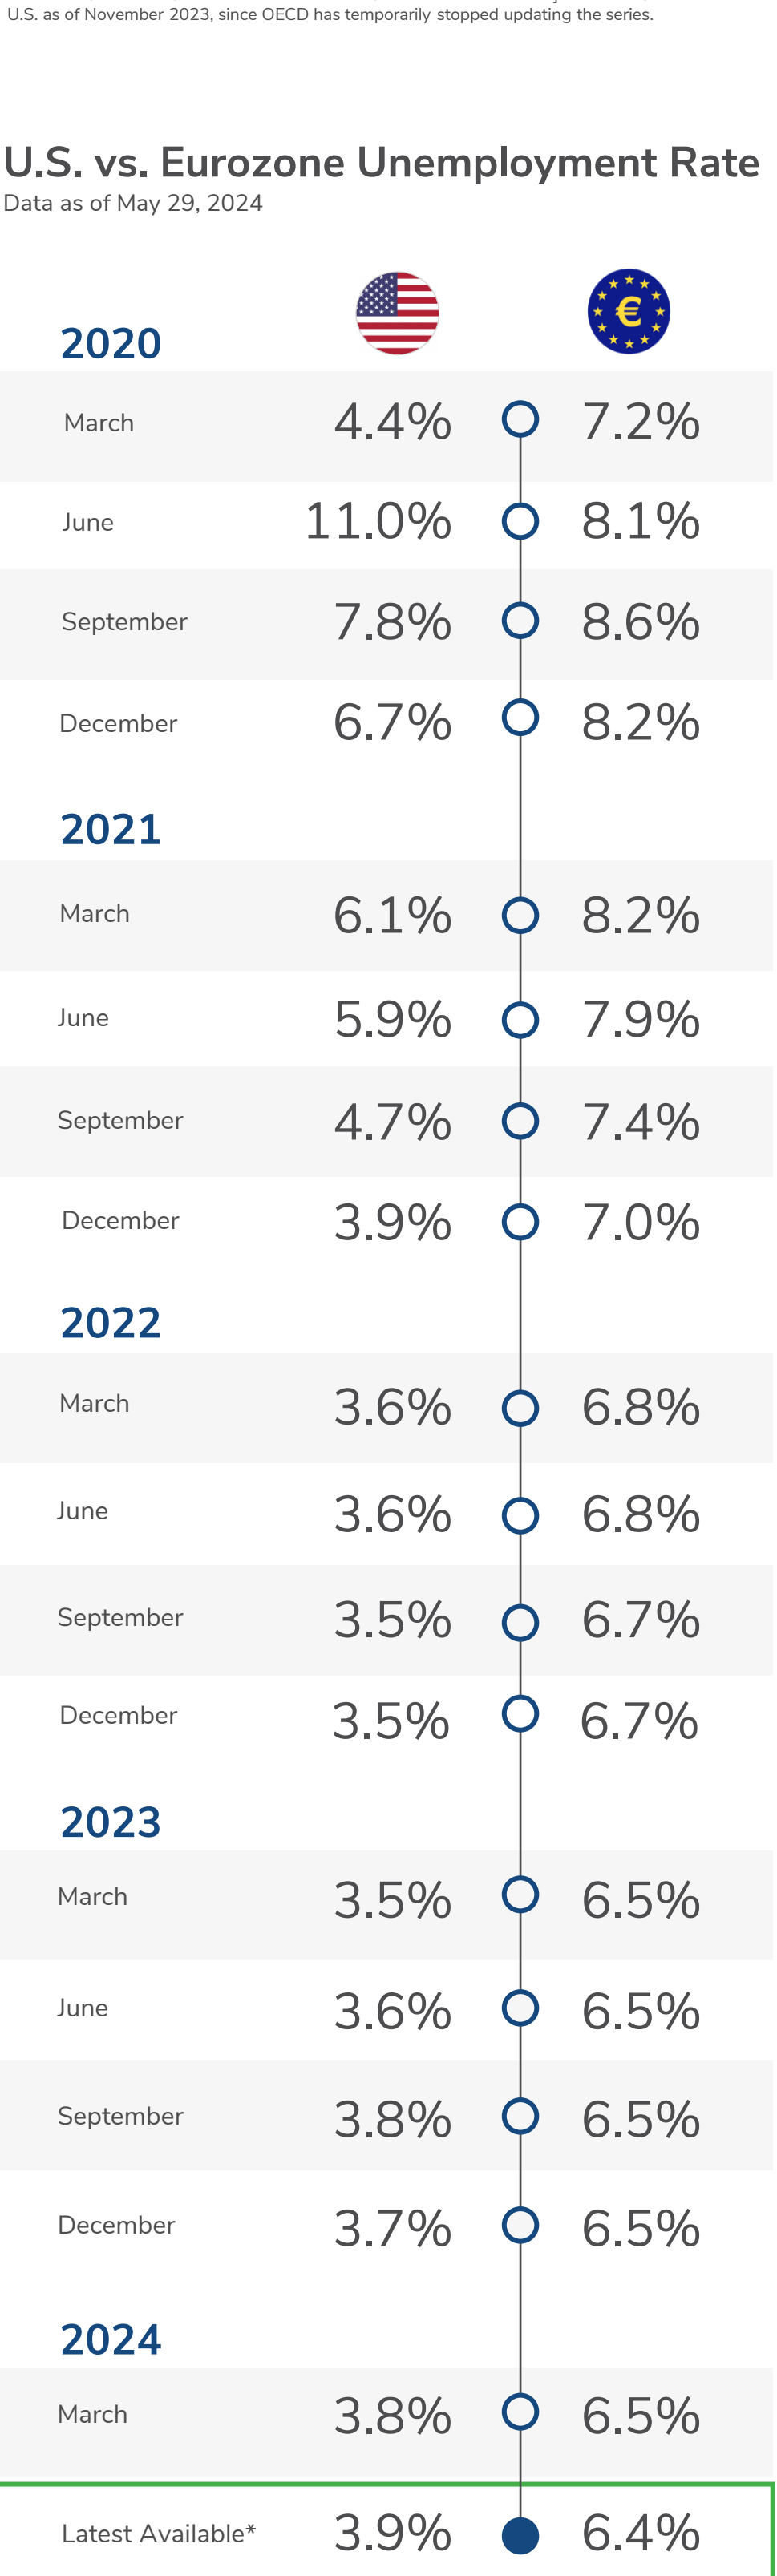 U.S. as of November 2023, since OECD has temporarily stopped updating the series.
U.S. vs. Eurozone Unemployment Rate
Data as of May 29, 2024
€
2020
March 4.4% 7.2%
June 11.0% 8.1%
September 7.8% 8.6%
December 6.7% 8.2%
2021
March 6.1% 8.2%
June 5.9% 7.9%
September 4.7% 7.4%
December 3.9% 7.0%
2022
March 3.6% 6.8%
June 3.6% 6.8%
September 3.5% 6.7%
December 3.5% 6.7%
2023
March 3.5% 6.5%
June 3.6% 6.5%
September 3.8% 6.5%
December 3.7% 6.5%
2024
March 3.8% 6.5%
Latest Available* 3.9% 6.4%